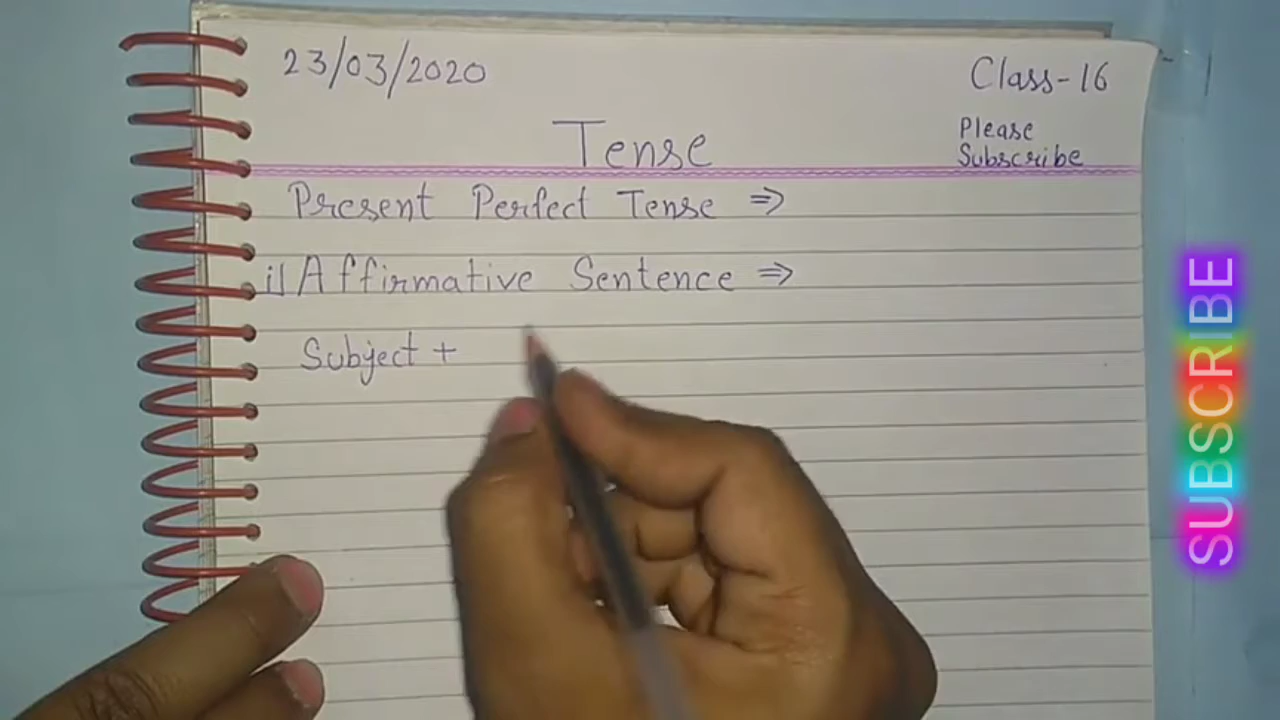 23/03/2020
Class-16
Please
Subscribe
Tense
Present Perfect Tense ⇒
i) Affirmative Sentence ⇒
Subject +
SUBSCRIBE